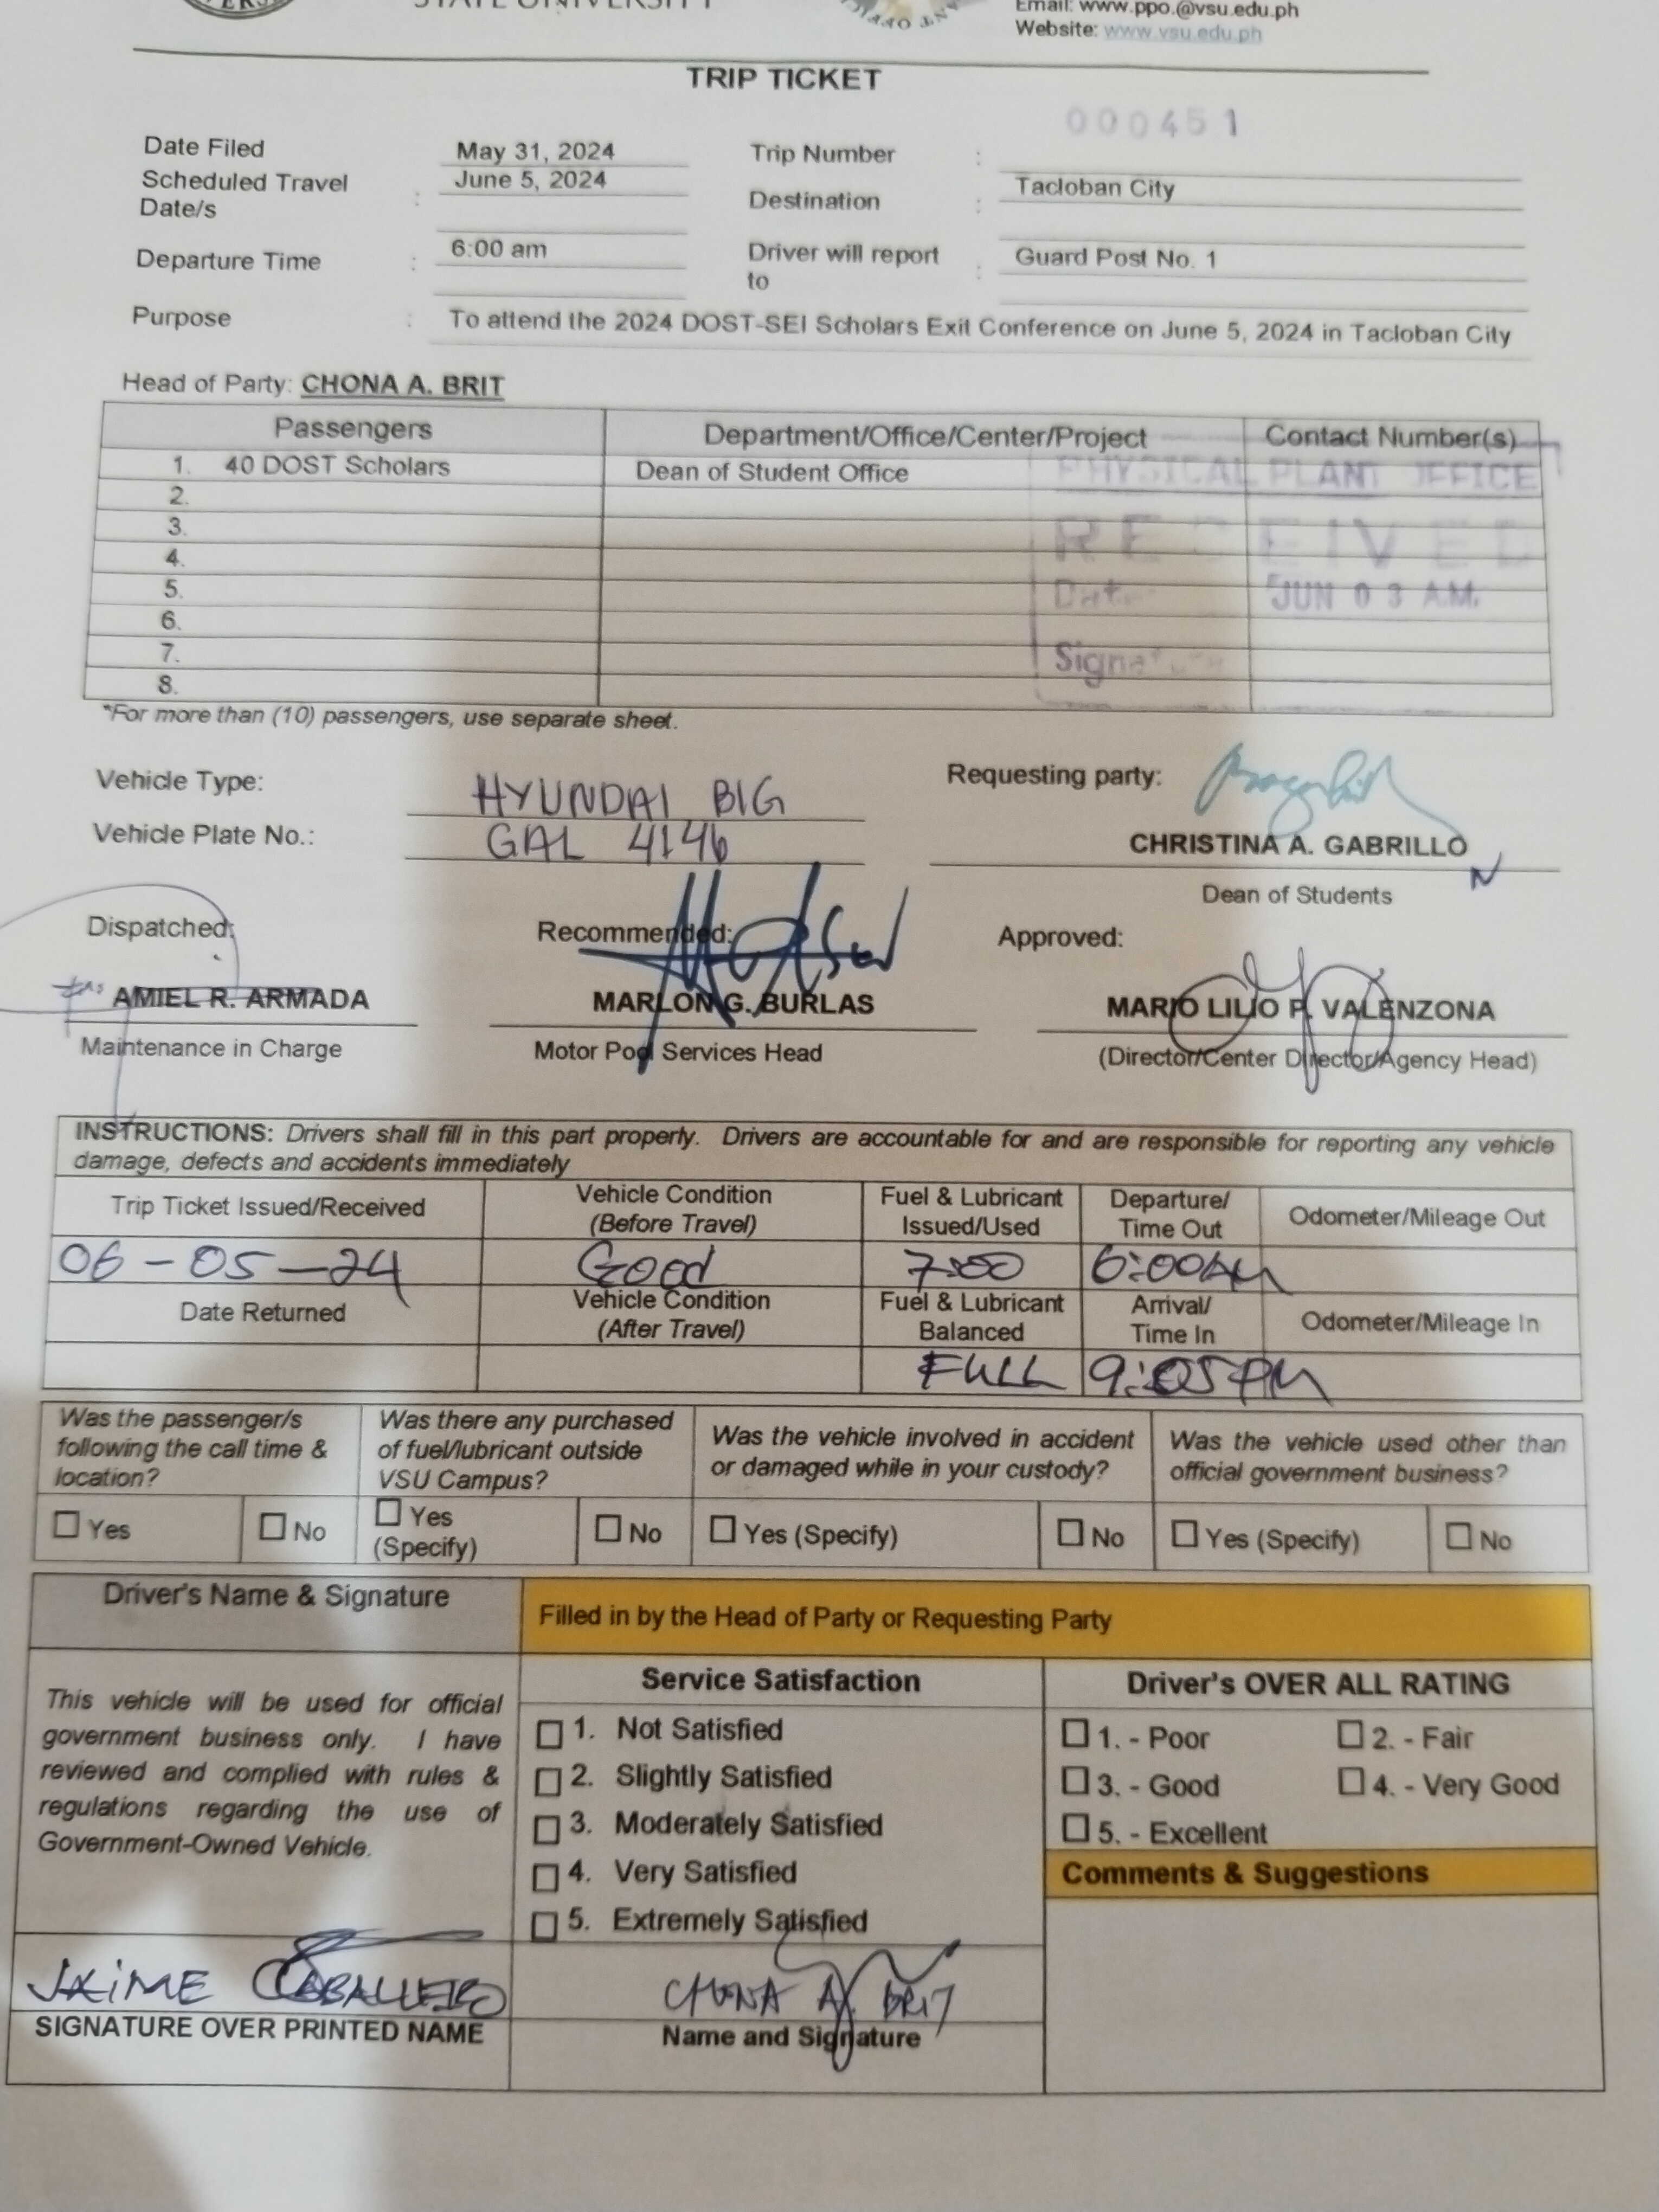 STATE UNIVERSITY
Email: www.ppo.@vsu.edu.ph
Website: www.vsu.edu.ph
TRIP TICKET
000451
Date Filed May 31, 2024 Trip Number :
Scheduled Travel Date/s : June 5, 2024 Destination : Tacloban City
Departure Time : 6:00 am Driver will report to : Guard Post No. 1
Purpose : To attend the 2024 DOST-SEI Scholars Exit Conference on June 5, 2024 in Tacloban City
Head of Party: CHONA A. BRIT
Passengers Department/Office/Center/Project Contact Number(s)
1. 40 DOST Scholars Dean of Student Office
2.
3.
4.
5.
6.
7.
8.
PHYSICAL PLANT OFFICE
RECEIVED
Date JUN 03 A.M.
Signature
*For more than (10) passengers, use separate sheet.
Vehicle Type: HYUNDAI BIG
Vehicle Plate No.: GAL 4146
Requesting party:
CHRISTINA A. GABRILLO
Dean of Students
Dispatched: Recommended: Approved:
AMIEL R. ARMADA MARLON G. BURLAS MARIO LILIO P. VALENZONA
Maintenance in Charge Motor Pool Services Head (Director/Center Director/Agency Head)
INSTRUCTIONS: Drivers shall fill in this part properly. Drivers are accountable for and are responsible for reporting any vehicle
damage, defects and accidents immediately
Trip Ticket Issued/Received Vehicle Condition (Before Travel) Fuel & Lubricant Issued/Used Departure/ Time Out Odometer/Mileage Out
06-05-24 Good 7:00 6:00AM
Date Returned Vehicle Condition (After Travel) Fuel & Lubricant Balanced Arrival/ Time In Odometer/Mileage In
FULL 9:05PM
Was the passenger/s following the call time & location?
Was there any purchased of fuel/lubricant outside VSU Campus?
Was the vehicle involved in accident or damaged while in your custody?
Was the vehicle used other than official government business?
Yes No Yes (Specify) No Yes (Specify) No Yes (Specify) No
Driver's Name & Signature
Filled in by the Head of Party or Requesting Party
This vehicle will be used for official
government business only. I have
reviewed and complied with rules &
regulations regarding the use of
Government-Owned Vehicle.
Service Satisfaction
1. Not Satisfied
2. Slightly Satisfied
3. Moderately Satisfied
4. Very Satisfied
5. Extremely Satisfied
Driver's OVER ALL RATING
1. - Poor 2. - Fair
3. - Good 4. - Very Good
5. - Excellent
Comments & Suggestions
JAIME CABALLERO
SIGNATURE OVER PRINTED NAME
CHONA A. BRIT
Name and Signature